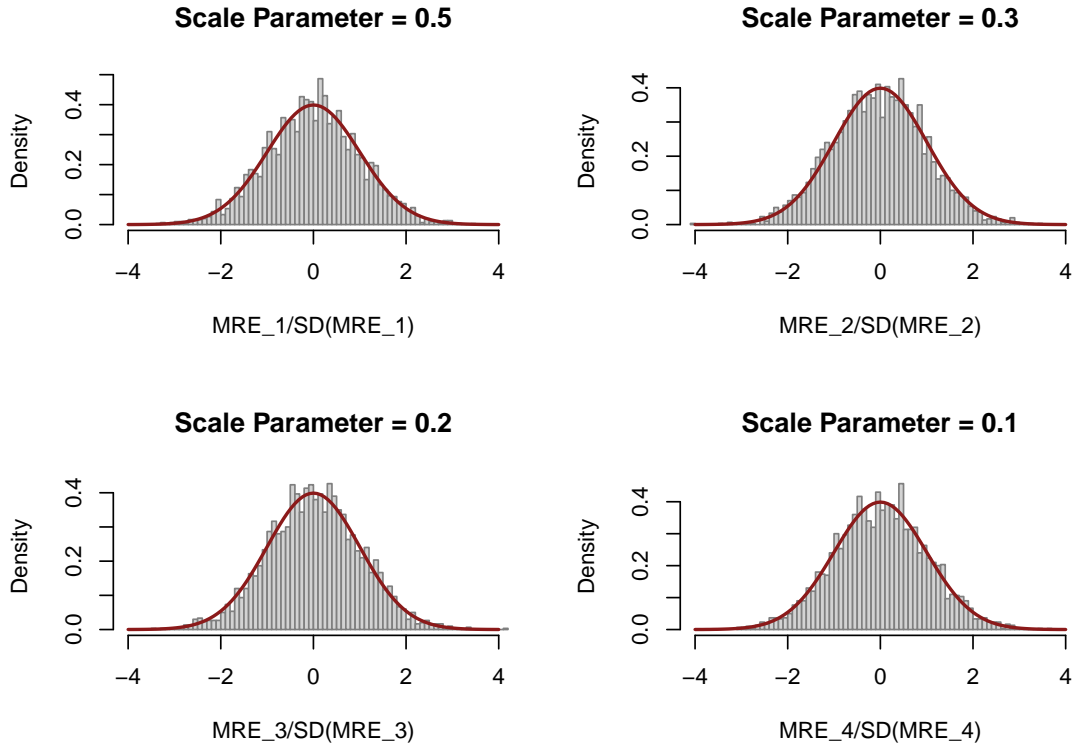 Scale Parameter = 0.5
Density
0.0 0.2 0.4
−4 −2 0 2 4
MRE_1/SD(MRE_1)
Scale Parameter = 0.3
Density
0.0 0.2 0.4
−4 −2 0 2 4
MRE_2/SD(MRE_2)
Scale Parameter = 0.2
Density
0.0 0.2 0.4
−4 −2 0 2 4
MRE_3/SD(MRE_3)
Scale Parameter = 0.1
Density
0.0 0.2 0.4
−4 −2 0 2 4
MRE_4/SD(MRE_4)